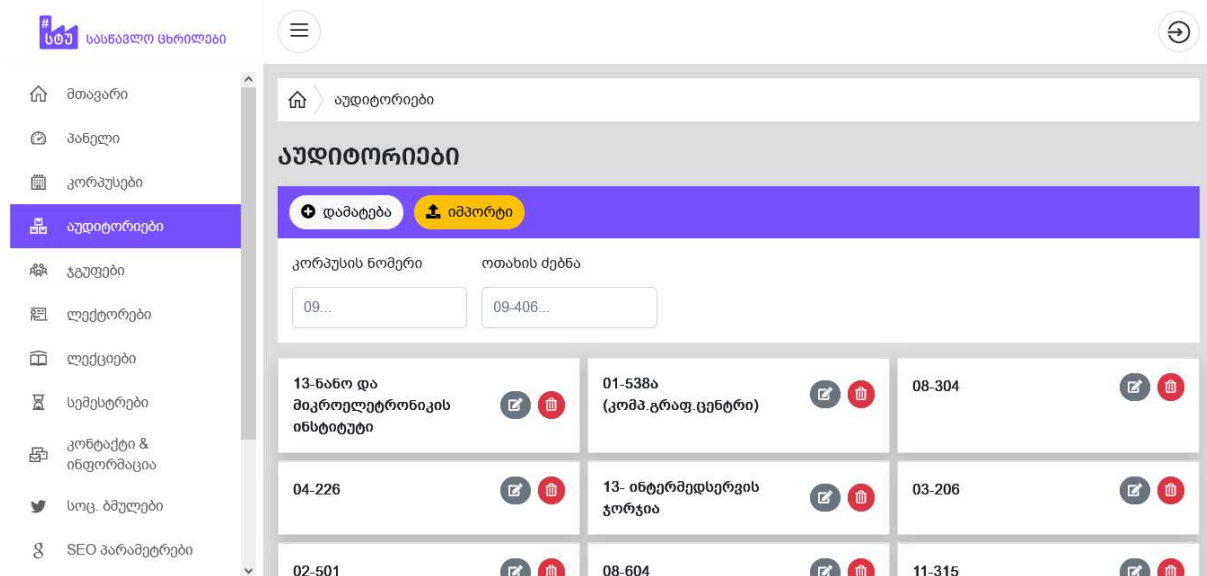 #
სტუ სასწავლო ცხრილები
მთავარი
პანელი
კორპუსები
აუდიტორიები
ჯგუფები
ლექტორები
ლექციები
სემესტრები
კონტაქტი &
ინფორმაცია
სოც. ბმულები
SEO პარამეტრები
აუდიტორიები
აუდიტორიები
დამატება იმპორტი
კორპუსის ნომერი ოთახის ძებნა
09... 09-406...
13-ნანო და
მიკროელეტრონიკის
ინსტიტუტი
01-538ა
(კომპ.გრაფ.ცენტრი)
08-304
04-226
13- ინტერმედსერვის
ჯორჯია
03-206
02-501
08-604
11-315